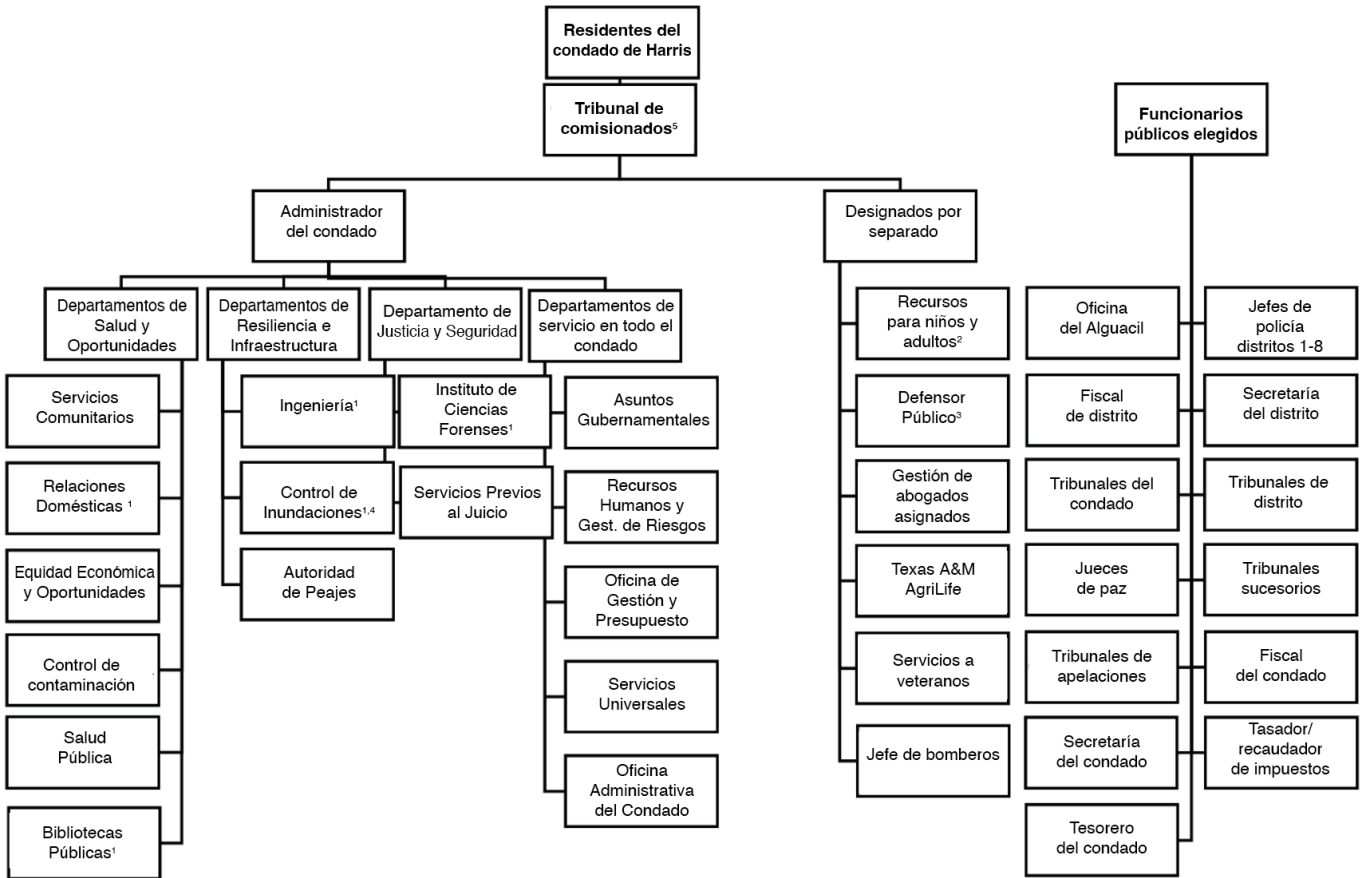 Residentes del
condado de Harris
Tribunal de
comisionados⁵
Funcionarios
públicos elegidos
Administrador
del condado
Designados por
separado
Departamentos de
Salud y
Oportunidades
Departamentos de
Resiliencia e
Infraestructura
Departamento de
Justicia y Seguridad
Departamentos de
servicio en todo el
condado
Servicios
Comunitarios
Relaciones
Domésticas ¹
Equidad Económica
y Oportunidades
Control de
contaminación
Salud
Pública
Bibliotecas
Públicas¹
Ingeniería¹
Control de
Inundaciones¹,⁴
Autoridad
de Peajes
Instituto de
Ciencias
Forenses¹
Servicios Previos
al Juicio
Asuntos
Gubernamentales
Recursos
Humanos y
Gest. de Riesgos
Oficina de
Gestión y
Presupuesto
Servicios
Universales
Oficina
Administrativa
del Condado
Recursos
para niños y
adultos²
Defensor
Público³
Gestión de
abogados
asignados
Texas A&M
AgriLife
Servicios a
veteranos
Jefe de bomberos
Oficina
del Alguacil
Fiscal
de distrito
Tribunales del
condado
Jueces
de paz
Tribunales de
apelaciones
Secretaría
del condado
Tesorero
del condado
Jefes de
policía
distritos 1-8
Secretaría
del distrito
Tribunales de
distrito
Tribunales
sucesorios
Fiscal
del condado
Tasador/
recaudador
de impuestos